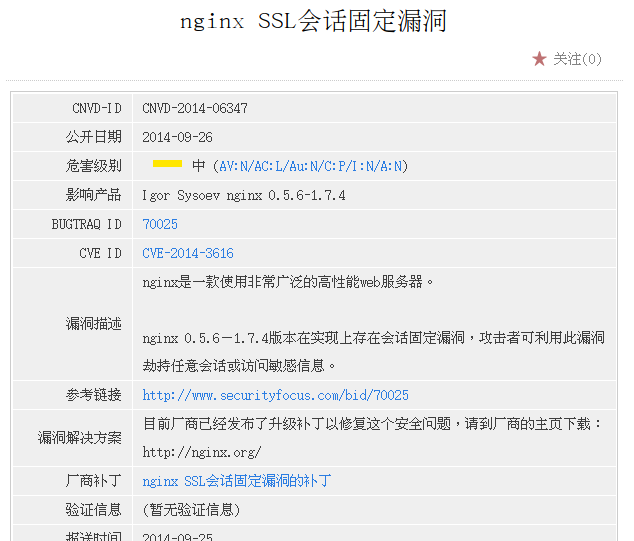 nginx SSL会话固定漏洞
关注(0)
CNVD-ID CNVD-2014-06347
公开日期 2014-09-26
危害级别 中 (AV:N/AC:L/Au:N/C:P/I:N/A:N)
影响产品 Igor Sysoev nginx 0.5.6-1.7.4
BUGTRAQ ID 70025
CVE ID CVE-2014-3616
nginx是一款使用非常广泛的高性能web服务器。
漏洞描述
nginx 0.5.6－1.7.4版本在实现上存在会话固定漏洞，攻击者可利用此漏洞
劫持任意会话或访问敏感信息。
参考链接 http://www.securityfocus.com/bid/70025
目前厂商已经发布了升级补丁以修复这个安全问题，请到厂商的主页下载：
漏洞解决方案
http://nginx.org/
厂商补丁 nginx SSL会话固定漏洞的补丁
验证信息 (暂无验证信息)
报送时间 2014-09-25